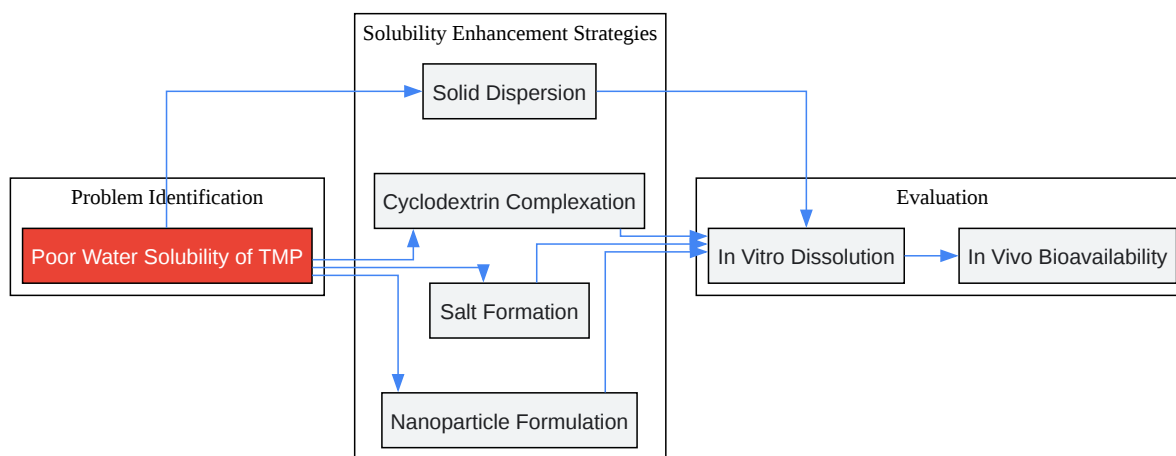 Solubility Enhancement Strategies
Solid Dispersion
Problem Identification
Poor Water Solubility of TMP
Cyclodextrin Complexation
Salt Formation
Nanoparticle Formulation
Evaluation
In Vitro Dissolution
In Vivo Bioavailability